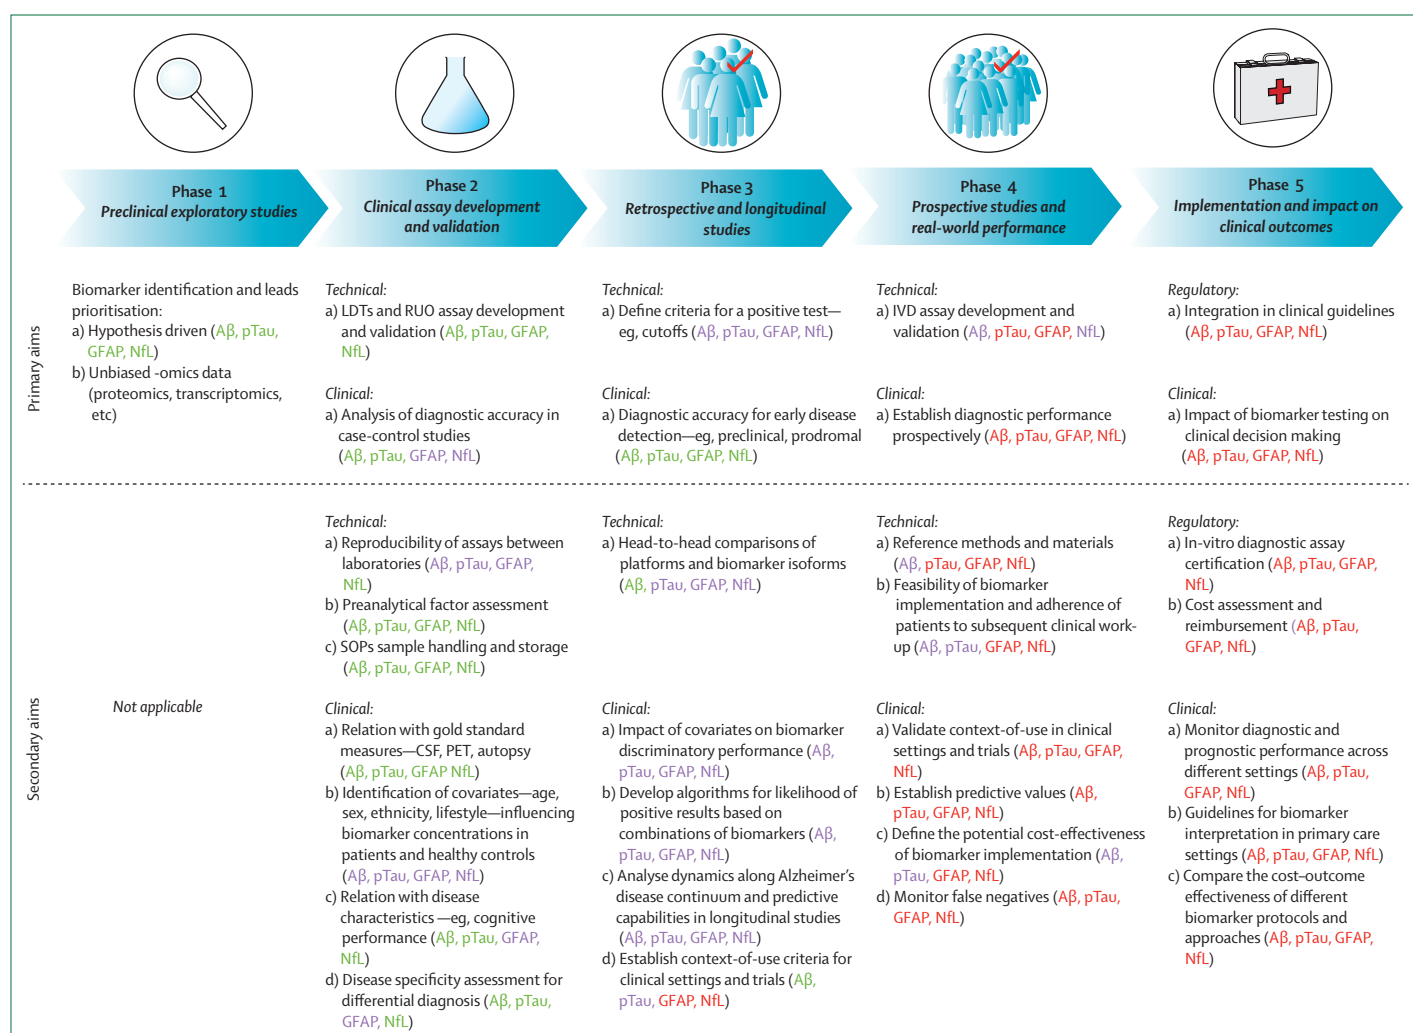 Phase 1
Preclinical exploratory studies
Phase 2
Clinical assay development
and validation
Phase 3
Retrospective and longitudinal
studies
Phase 4
Prospective studies and
real-world performance
Phase 5
Implementation and impact on
clinical outcomes
Primary aims
Biomarker identification and leads
prioritisation:
a) Hypothesis driven (Aβ, pTau,
GFAP, NfL)
b) Unbiased -omics data
(proteomics, transcriptomics,
etc)
Technical:
a) LDTs and RUO assay development
and validation (Aβ, pTau, GFAP,
NfL)
Clinical:
a) Analysis of diagnostic accuracy in
case-control studies
(Aβ, pTau, GFAP, NfL)
Technical:
a) Define criteria for a positive test—
eg, cutoffs (Aβ, pTau, GFAP, NfL)
Clinical:
a) Diagnostic accuracy for early disease
detection—eg, preclinical, prodromal
(Aβ, pTau, GFAP, NfL)
Technical:
a) IVD assay development and
validation (Aβ, pTau, GFAP, NfL)
Clinical:
a) Establish diagnostic performance
prospectively (Aβ, pTau, GFAP, NfL)
Regulatory:
a) Integration in clinical guidelines
(Aβ, pTau, GFAP, NfL)
Clinical:
a) Impact of biomarker testing on
clinical decision making
(Aβ, pTau, GFAP, NfL)
Secondary aims
Not applicable
Technical:
a) Reproducibility of assays between
laboratories (Aβ, pTau, GFAP,
NfL)
b) Preanalytical factor assessment
(Aβ, pTau, GFAP, NfL)
c) SOPs sample handling and storage
(Aβ, pTau, GFAP, NfL)
Clinical:
a) Relation with gold standard
measures—CSF, PET, autopsy
(Aβ, pTau, GFAP NfL)
b) Identification of covariates—age,
sex, ethnicity, lifestyle—influencing
biomarker concentrations in
patients and healthy controls
(Aβ, pTau, GFAP, NfL)
c) Relation with disease
characteristics —eg, cognitive
performance (Aβ, pTau, GFAP,
NfL)
d) Disease specificity assessment for
differential diagnosis (Aβ, pTau,
GFAP, NfL)
Technical:
a) Head-to-head comparisons of
platforms and biomarker isoforms
(Aβ, pTau, GFAP, NfL)
Clinical:
a) Impact of covariates on biomarker
discriminatory performance (Aβ,
pTau, GFAP, NfL)
b) Develop algorithms for likelihood of
positive results based on
combinations of biomarkers (Aβ,
pTau, GFAP, NfL)
c) Analyse dynamics along Alzheimer's
disease continuum and predictive
capabilities in longitudinal studies
(Aβ, pTau, GFAP, NfL)
d) Establish context-of-use criteria for
clinical settings and trials (Aβ,
pTau, GFAP, NfL)
Technical:
a) Reference methods and materials
(Aβ, pTau, GFAP, NfL)
b) Feasibility of biomarker
implementation and adherence of
patients to subsequent clinical work-
up (Aβ, pTau, GFAP, NfL)
Clinical:
a) Validate context-of-use in clinical
settings and trials (Aβ, pTau, GFAP,
NfL)
b) Establish predictive values (Aβ,
pTau, GFAP, NfL)
c) Define the potential cost-effectiveness
of biomarker implementation (Aβ,
pTau, GFAP, NfL)
d) Monitor false negatives (Aβ, pTau,
GFAP, NfL)
Regulatory:
a) In-vitro diagnostic assay
certification (Aβ, pTau, GFAP,
NfL)
b) Cost assessment and
reimbursement (Aβ, pTau,
GFAP, NfL)
Clinical:
a) Monitor diagnostic and
prognostic performance across
different settings (Aβ, pTau,
GFAP, NfL)
b) Guidelines for biomarker
interpretation in primary care
settings (Aβ, pTau, GFAP, NfL)
c) Compare the cost–outcome
effectiveness of different
biomarker protocols and
approaches (Aβ, pTau, GFAP,
NfL)